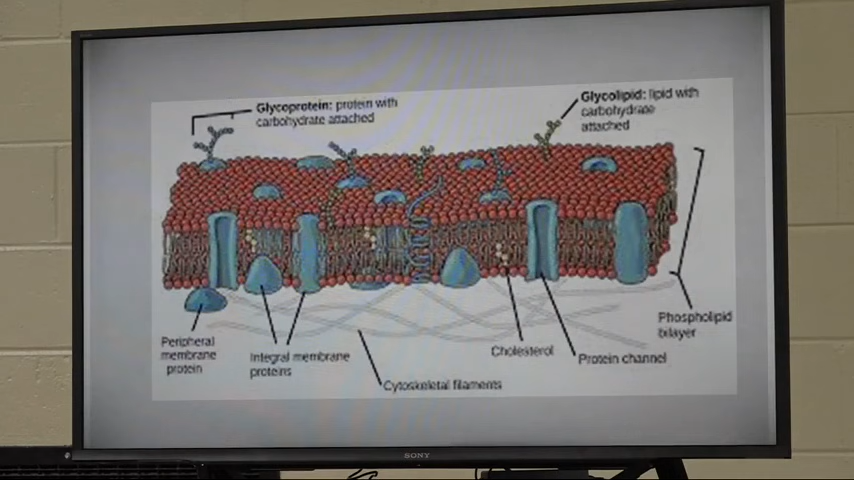 Glycoprotein: protein with
carbohydrate attached
Glycolipid: lipid with
carbohydrate
attached
Phospholipid
bilayer
Peripheral
membrane
protein
Integral membrane
proteins
Cholesterol
Protein channel
Cytoskeletal filaments
SONY